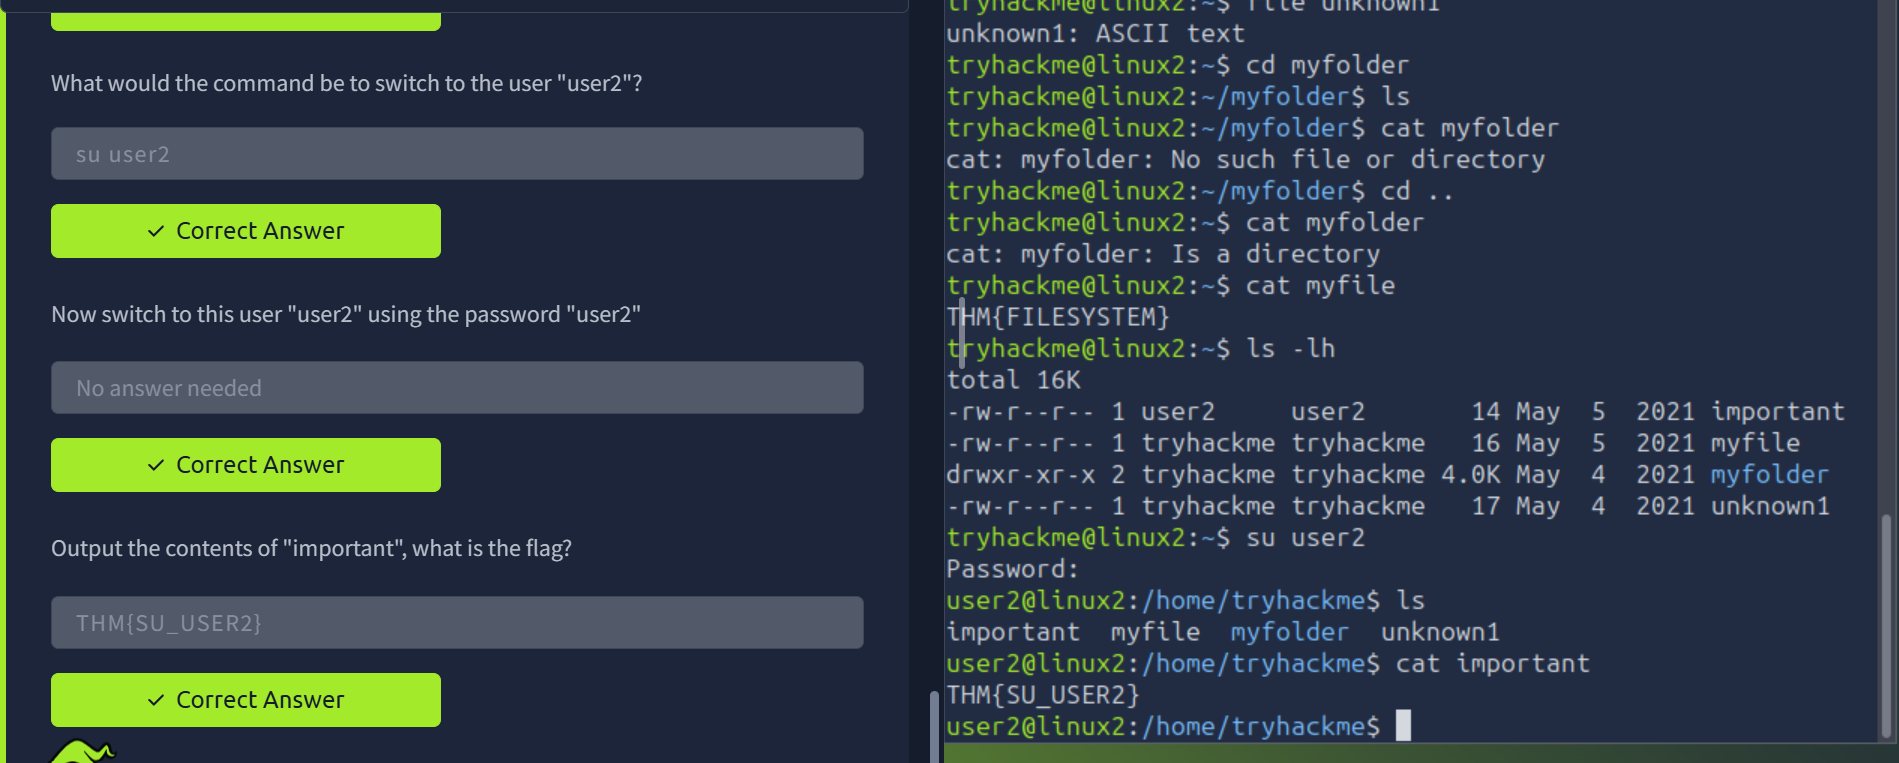 What would the command be to switch to the user "user2"?
su user2
✓ Correct Answer
Now switch to this user "user2" using the password "user2"
No answer needed
✓ Correct Answer
Output the contents of "important", what is the flag?
THM{SU_USER2}
✓ Correct Answer
tryhackme@linux2:~$ file unknown1
unknown1: ASCII text
tryhackme@linux2:~$ cd myfolder
tryhackme@linux2:~/myfolder$ ls
tryhackme@linux2:~/myfolder$ cat myfolder
cat: myfolder: No such file or directory
tryhackme@linux2:~/myfolder$ cd ..
tryhackme@linux2:~$ cat myfolder
cat: myfolder: Is a directory
tryhackme@linux2:~$ cat myfile
THM{FILESYSTEM}
tryhackme@linux2:~$ ls -lh
total 16K
-rw-r--r-- 1 user2     user2       14 May  5  2021 important
-rw-r--r-- 1 tryhackme tryhackme   16 May  5  2021 myfile
drwxr-xr-x 2 tryhackme tryhackme 4.0K May  4  2021 myfolder
-rw-r--r-- 1 tryhackme tryhackme   17 May  4  2021 unknown1
tryhackme@linux2:~$ su user2
Password:
user2@linux2:/home/tryhackme$ ls
important  myfile  myfolder  unknown1
user2@linux2:/home/tryhackme$ cat important
THM{SU_USER2}
user2@linux2:/home/tryhackme$